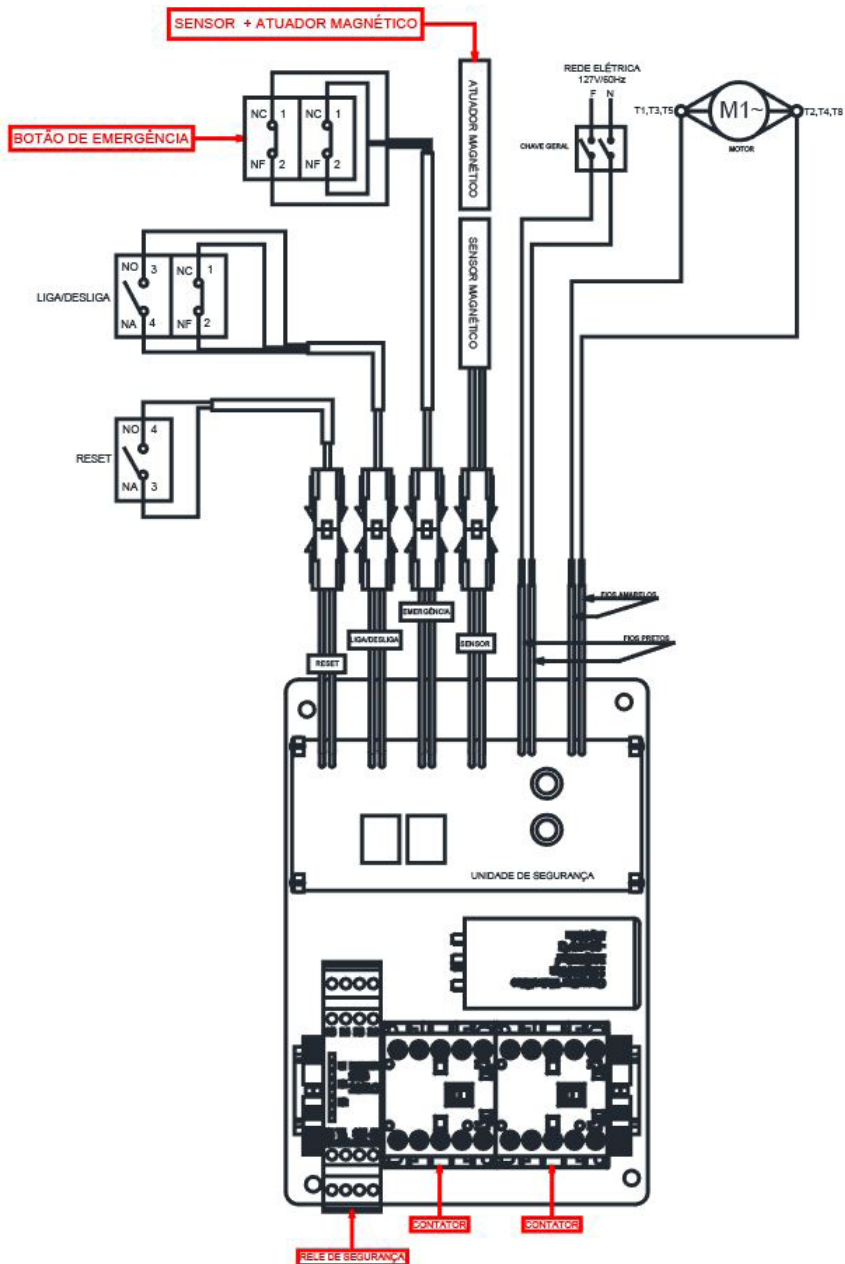 SENSOR + ATUADOR MAGNÉTICO
ATUADOR MAGNÉTICO
SENSOR MAGNÉTICO
REDE ELÉTRICA
127V/60Hz
F N
CHAVE GERAL
T1,T3,T5
M1~
T2,T4,T8
MOTOR
BOTÃO DE EMERGÊNCIA
NC 1
1
NF 2
NF 2
LIGA/DESLIGA
NO 3
NC 1
NA 4
NF 2
RESET
NO 4
NA 3
FIOS AMARELOS
FIOS PRETOS
RESET
LIGA/DESLIGA
EMERGÊNCIA
SENSOR
UNIDADE DE SEGURANÇA
CONTATOR
CONTATOR
RELE DE SEGURANÇA